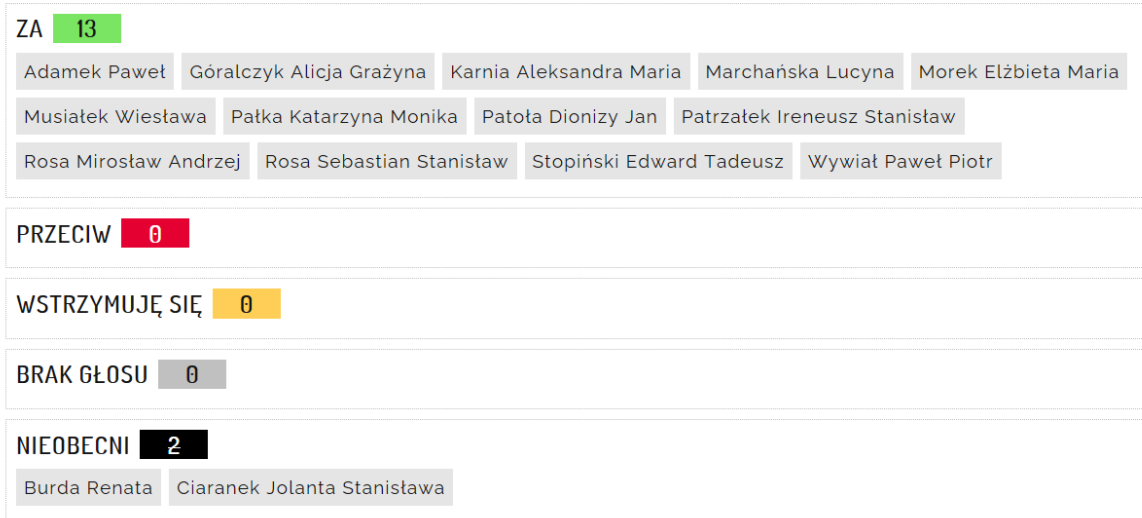 ZA 13
Adamek Paweł Góralczyk Alicja Grażyna Karnia Aleksandra Maria Marchańska Lucyna Morek Elżbieta Maria
Musiałek Wiesława Pałka Katarzyna Monika Patoła Dionizy Jan Patrzałek Ireneusz Stanisław
Rosa Mirosław Andrzej Rosa Sebastian Stanisław Stopiński Edward Tadeusz Wywiał Paweł Piotr
PRZECIW 0
WSTRZYMUJĘ SIĘ 0
BRAK GŁOSU 0
NIEOBECNI 2
Burda Renata Ciaranek Jolanta Stanisława